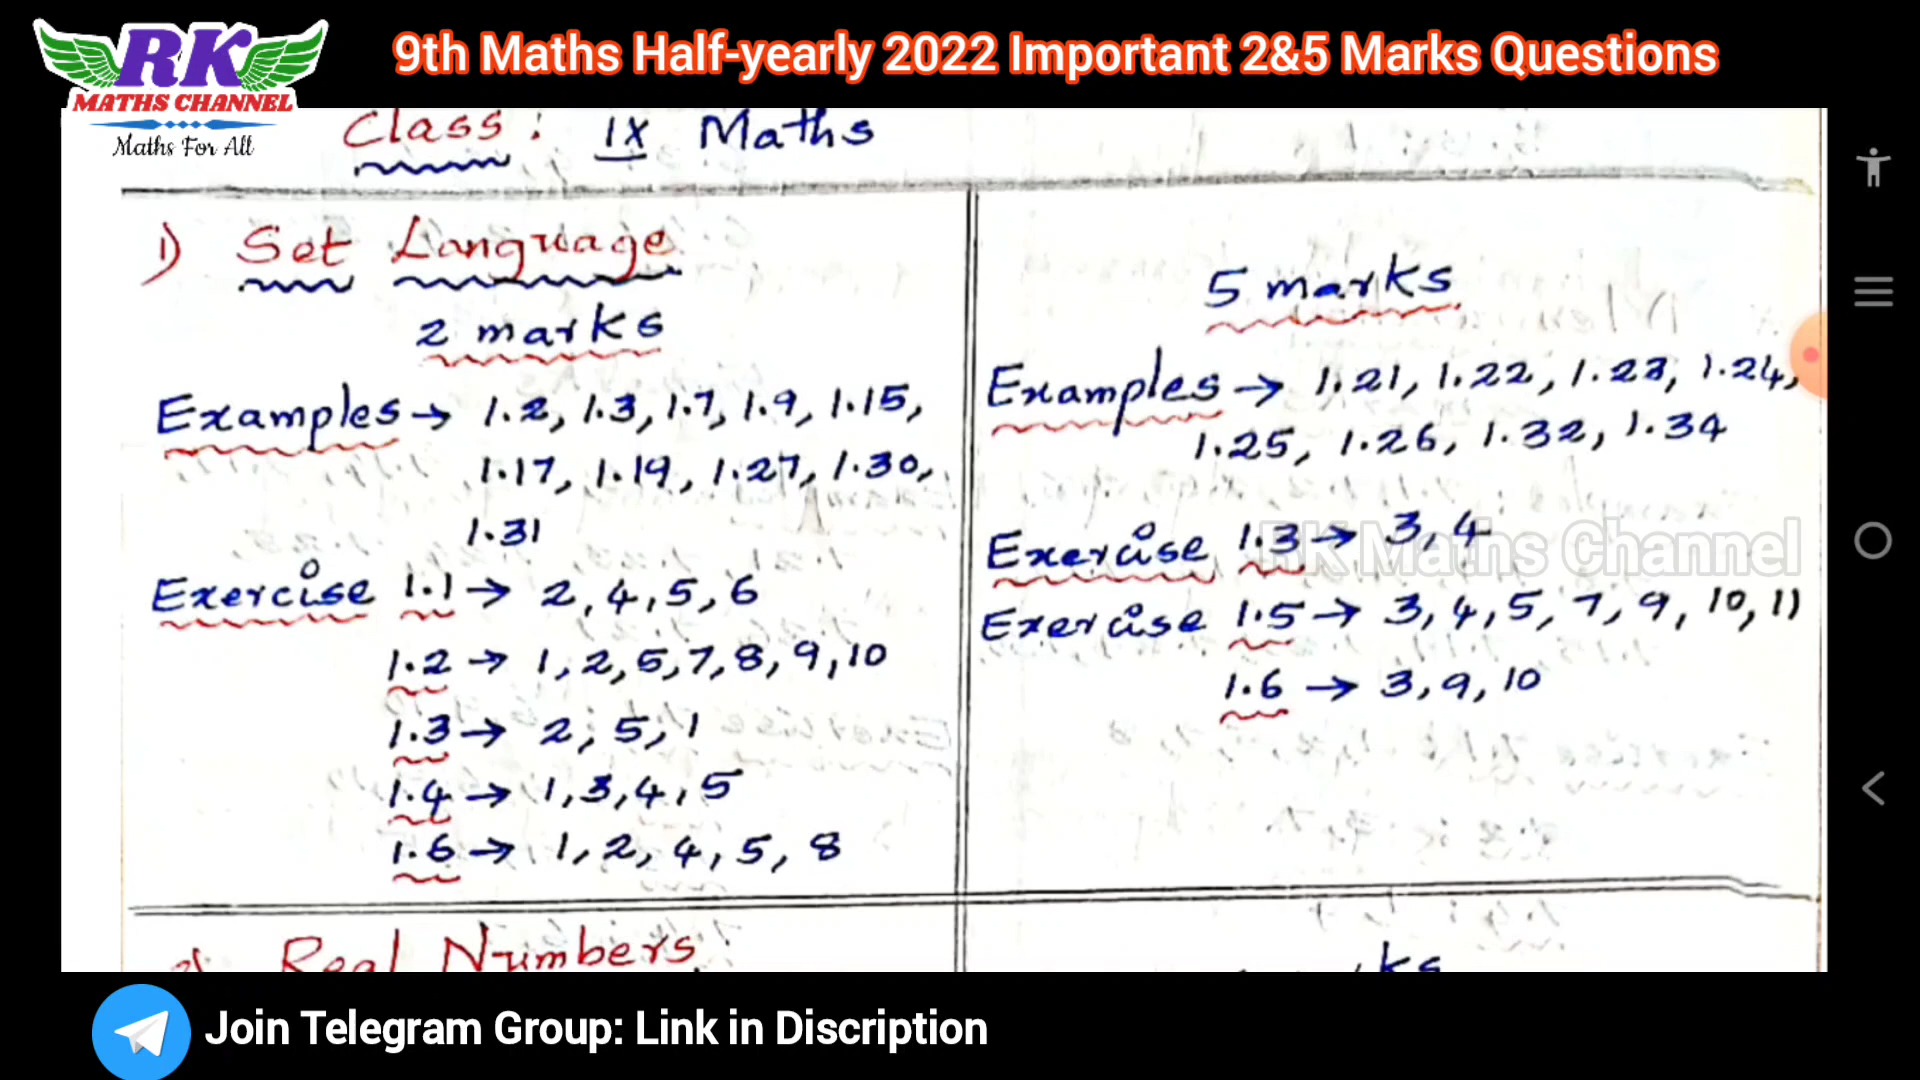 RK
MATHS CHANNEL
Maths For All
9th Maths Half-yearly 2022 Important 2&5 Marks Questions
Class: IX Maths
1) Set Language
2 marks
Examples → 1.2, 1.3, 1.7, 1.9, 1.15,
1.17, 1.19, 1.27, 1.30,
1.31
Exercise 1.1 → 2, 4, 5, 6
1.2 → 1, 2, 5, 7, 8, 9, 10
1.3 → 2, 5, 1
1.4 → 1, 3, 4, 5
1.6 → 1, 2, 4, 5, 8
5 marks
Examples → 1.21, 1.22, 1.23, 1.24,
1.25, 1.26, 1.32, 1.34
Exercise 1.3 → 3, 4
RK Maths Channel
Exercise 1.5 → 3, 4, 5, 7, 9, 10, 11
1.6 → 3, 9, 10
Real Numbers
Join Telegram Group: Link in Discription